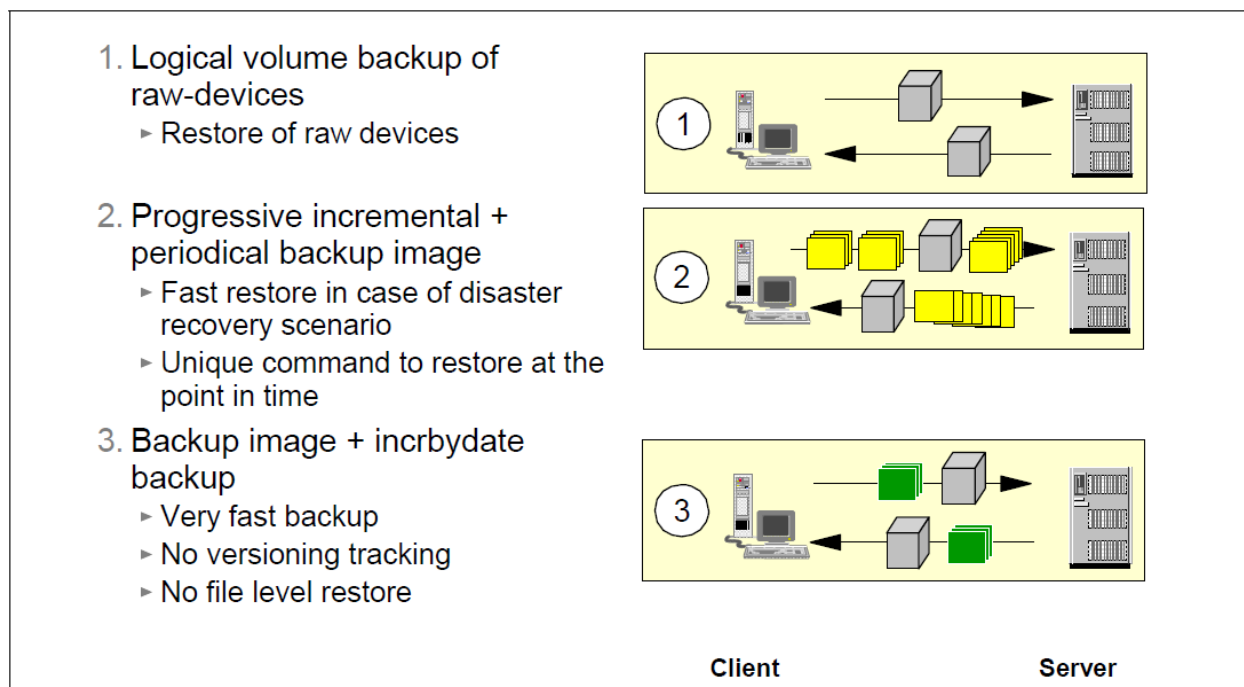 1. Logical volume backup of
raw-devices
► Restore of raw devices
2. Progressive incremental +
periodical backup image
► Fast restore in case of disaster
recovery scenario
► Unique command to restore at the
point in time
3. Backup image + incrbydate
backup
► Very fast backup
► No versioning tracking
► No file level restore
1
2
3
Client
Server